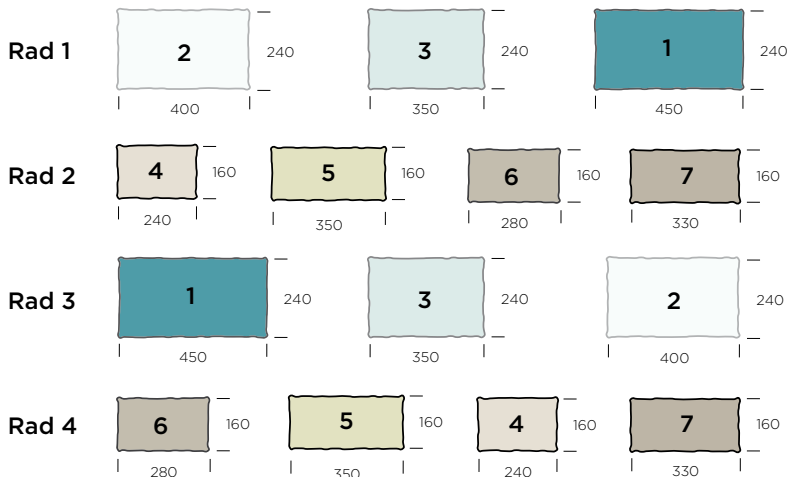 Rad 1 2 240 3 240 1 240
400 350 450
Rad 2 4 160 5 160 6 160 7 160
240 350 280 330
Rad 3 1 240 3 240 2 240
450 350 400
Rad 4 6 160 5 160 4 160 7 160
280 350 240 330